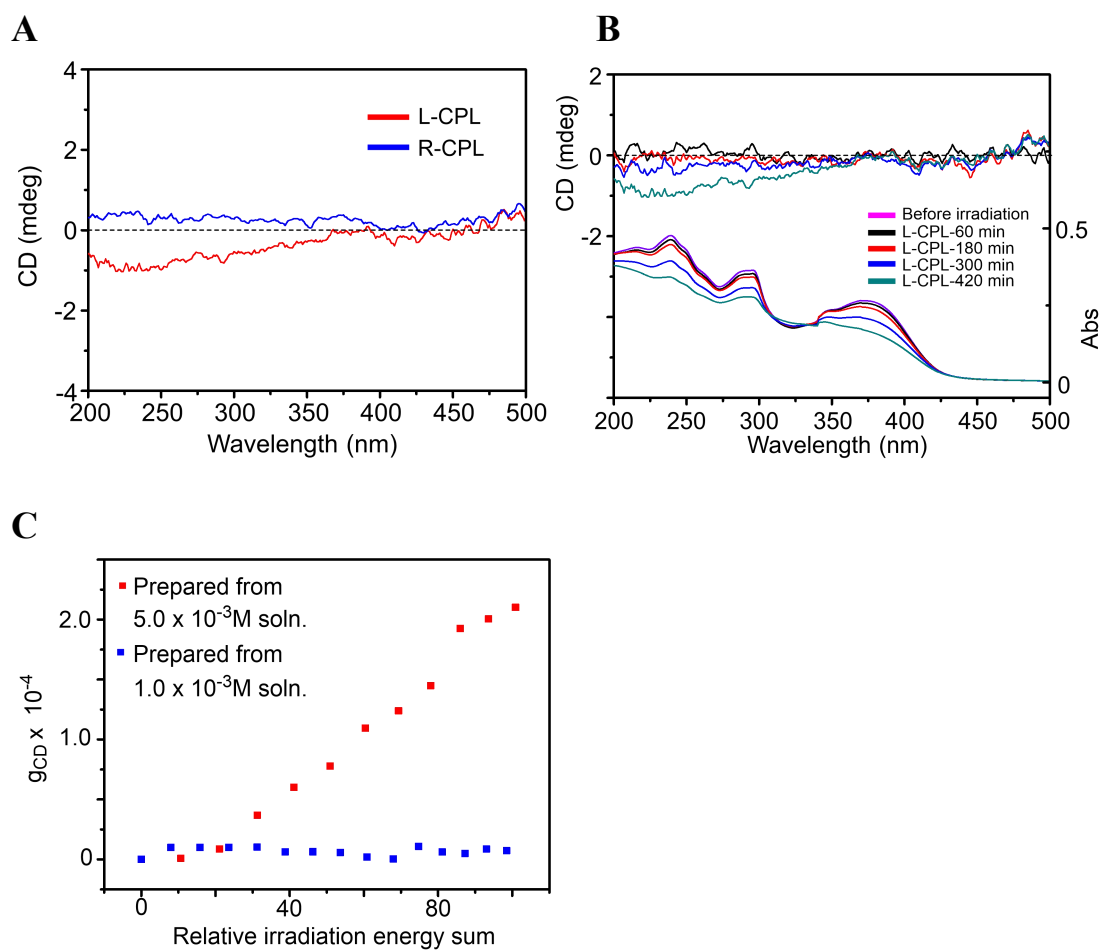 A
CD (mdeg)
4
2
0
-2
-4
L-CPL
R-CPL
200 250 300 350 400 450 500
Wavelength (nm)
B
CD (mdeg)
2
0
-2
Before irradiation
L-CPL-60 min
L-CPL-180 min
L-CPL-300 min
L-CPL-420 min
0.5
0
Abs
200 250 300 350 400 450 500
Wavelength (nm)
C
gCD x 10-4
2.0
1.0
0
Prepared from
5.0 x 10-3M soln.
Prepared from
1.0 x 10-3M soln.
0 40 80
Relative irradiation energy sum